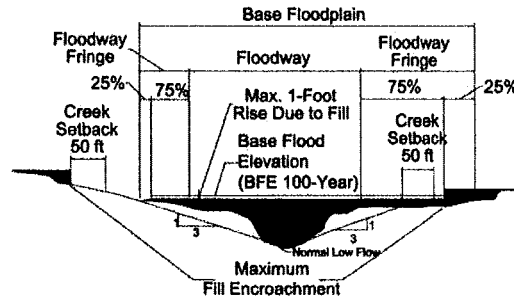 Base Floodplain
Floodway
Fringe
Floodway
Floodway
Fringe
25%
75%
75%
25%
Creek
Setback
50 ft
Max. 1-Foot
Rise Due to Fill
Base Flood
Elevation
(BFE 100-Year)
Creek
Setback
50 ft
1
3
1
3
Normal Low Flow
Maximum
Fill Encroachment